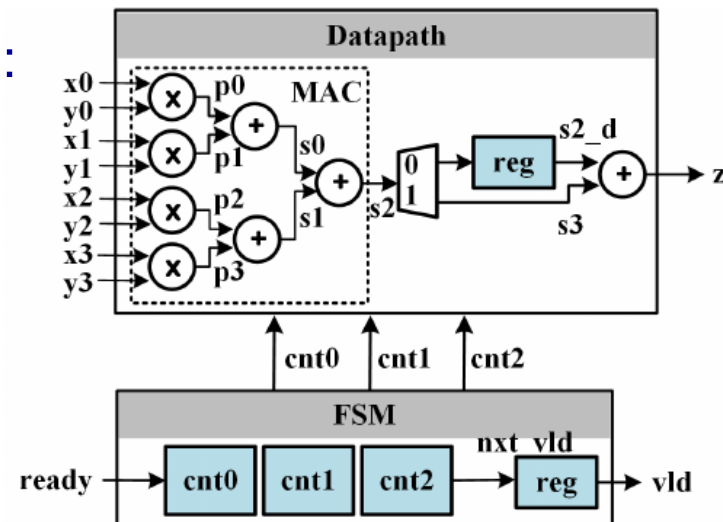 :
Datapath
MAC
x0
y0
x1
y1
x2
y2
x3
y3
x
x
x
x
p0
p1
p2
p3
+
+
s0
s1
+
s2
0
1
reg
s2_d
s3
+
z
cnt0
cnt1
cnt2
FSM
ready
cnt0
cnt1
cnt2
nxt_vld
reg
vld